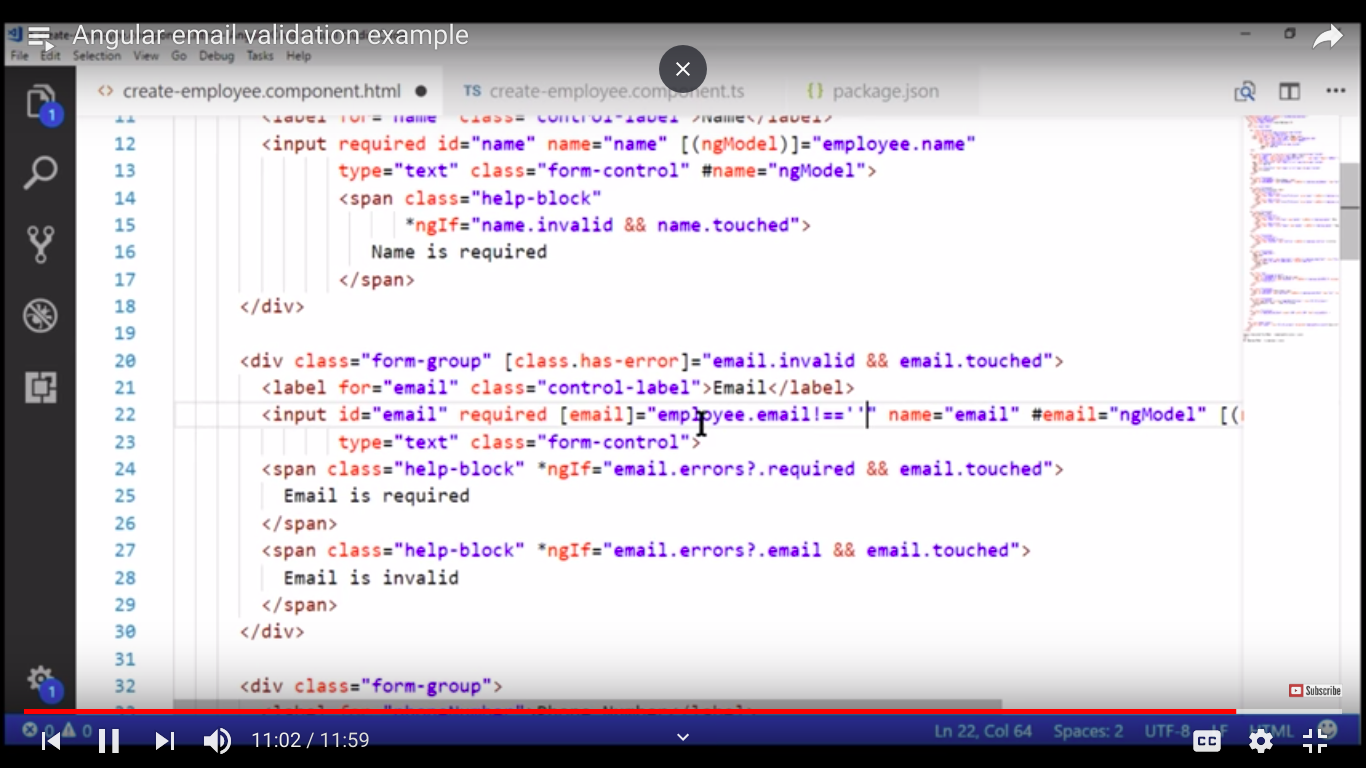 Angular email validation example
File Edit Selection View Go Debug Tasks Help
<> create-employee.component.html ● TS create-employee.component.ts {} package.json
1
11 <label for="name" class="control-label">Name</label>
12 <input required id="name" name="name" [(ngModel)]="employee.name"
13 type="text" class="form-control" #name="ngModel">
14 <span class="help-block"
15 *ngIf="name.invalid && name.touched">
16 Name is required
17 </span>
18 </div>
19
20 <div class="form-group" [class.has-error]="email.invalid && email.touched">
21 <label for="email" class="control-label">Email</label>
22 <input id="email" required [email]="employee.email!==''" name="email" #email="ngModel" [(
23 type="text" class="form-control">
24 <span class="help-block" *ngIf="email.errors?.required && email.touched">
25 Email is required
26 </span>
27 <span class="help-block" *ngIf="email.errors?.email && email.touched">
28 Email is invalid
29 </span>
30 </div>
31
32 <div class="form-group">
1
Subscribe
0 0 Ln 22, Col 64 Spaces: 2 UTF-8 LF HTML
11:02 / 11:59
CC